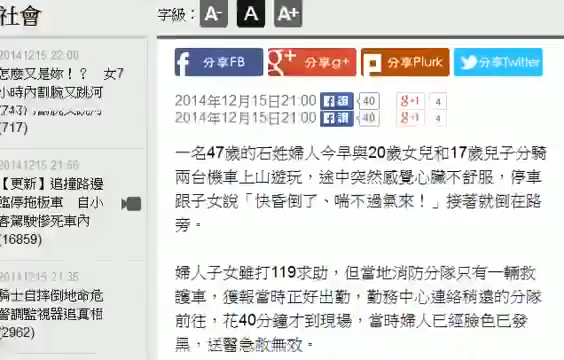 社會
字級：
A-
A
A+
20141215 22:00
怎麼又是妳！？ 女7
小時內割腕又跳河
(717)
20141215 21:56
【更新】追撞路邊
臨停拖板車 自小
客駕駛慘死車內
(16859)
20141215 21:35
騎士自摔倒地命危
警調監視器追真相
(2962)
分享FB
分享g+
分享Plurk
分享Twitter
2014年12月15日21:00 讚 40 g+1 4
2014年12月15日21:00 讚 40 g+1 4
一名47歲的石姓婦人今早與20歲女兒和17歲兒子分騎
兩台機車上山遊玩，途中突然感覺心臟不舒服，停車
跟子女說「快昏倒了、喘不過氣來！」接著就倒在路
旁。
婦人子女雖打119求助，但當地消防分隊只有一輛救
護車，獲報當時正好出勤，勤務中心連絡稍遠的分隊
前往，花40分鐘才到現場，當時婦人已經臉色已發
黑，送醫急救無效。